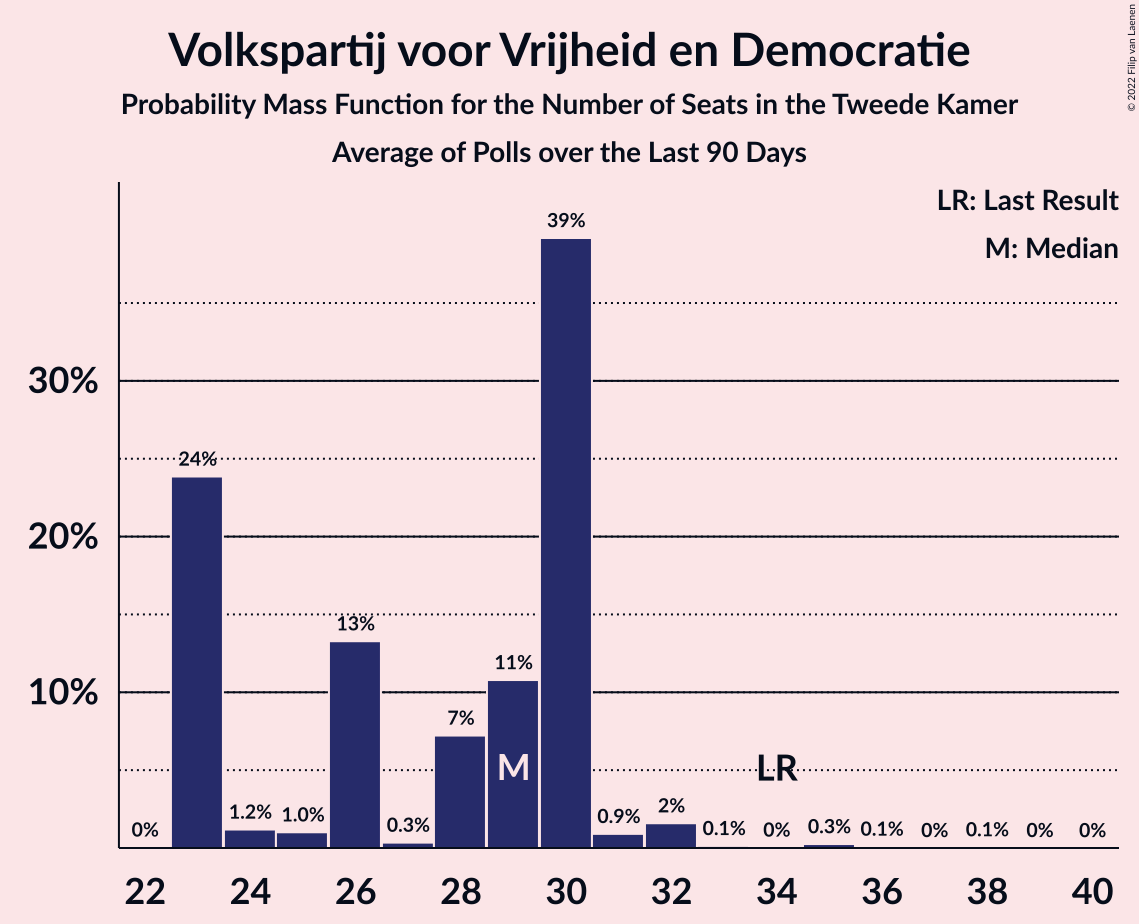 Volkspartij voor Vrijheid en Democratie
Probability Mass Function for the Number of Seats in the Tweede Kamer
Average of Polls over the Last 90 Days
© 2022 Filip van Laenen
LR: Last Result
M: Median
39%
30%
24%
20%
13%
11%
10%
7%
M
LR
0%
1.2%
1.0%
0.3%
0.9%
2%
0.1%
0%
0.3%
0.1%
0%
0.1%
0%
0%
22 24 26 28 30 32 34 36 38 40